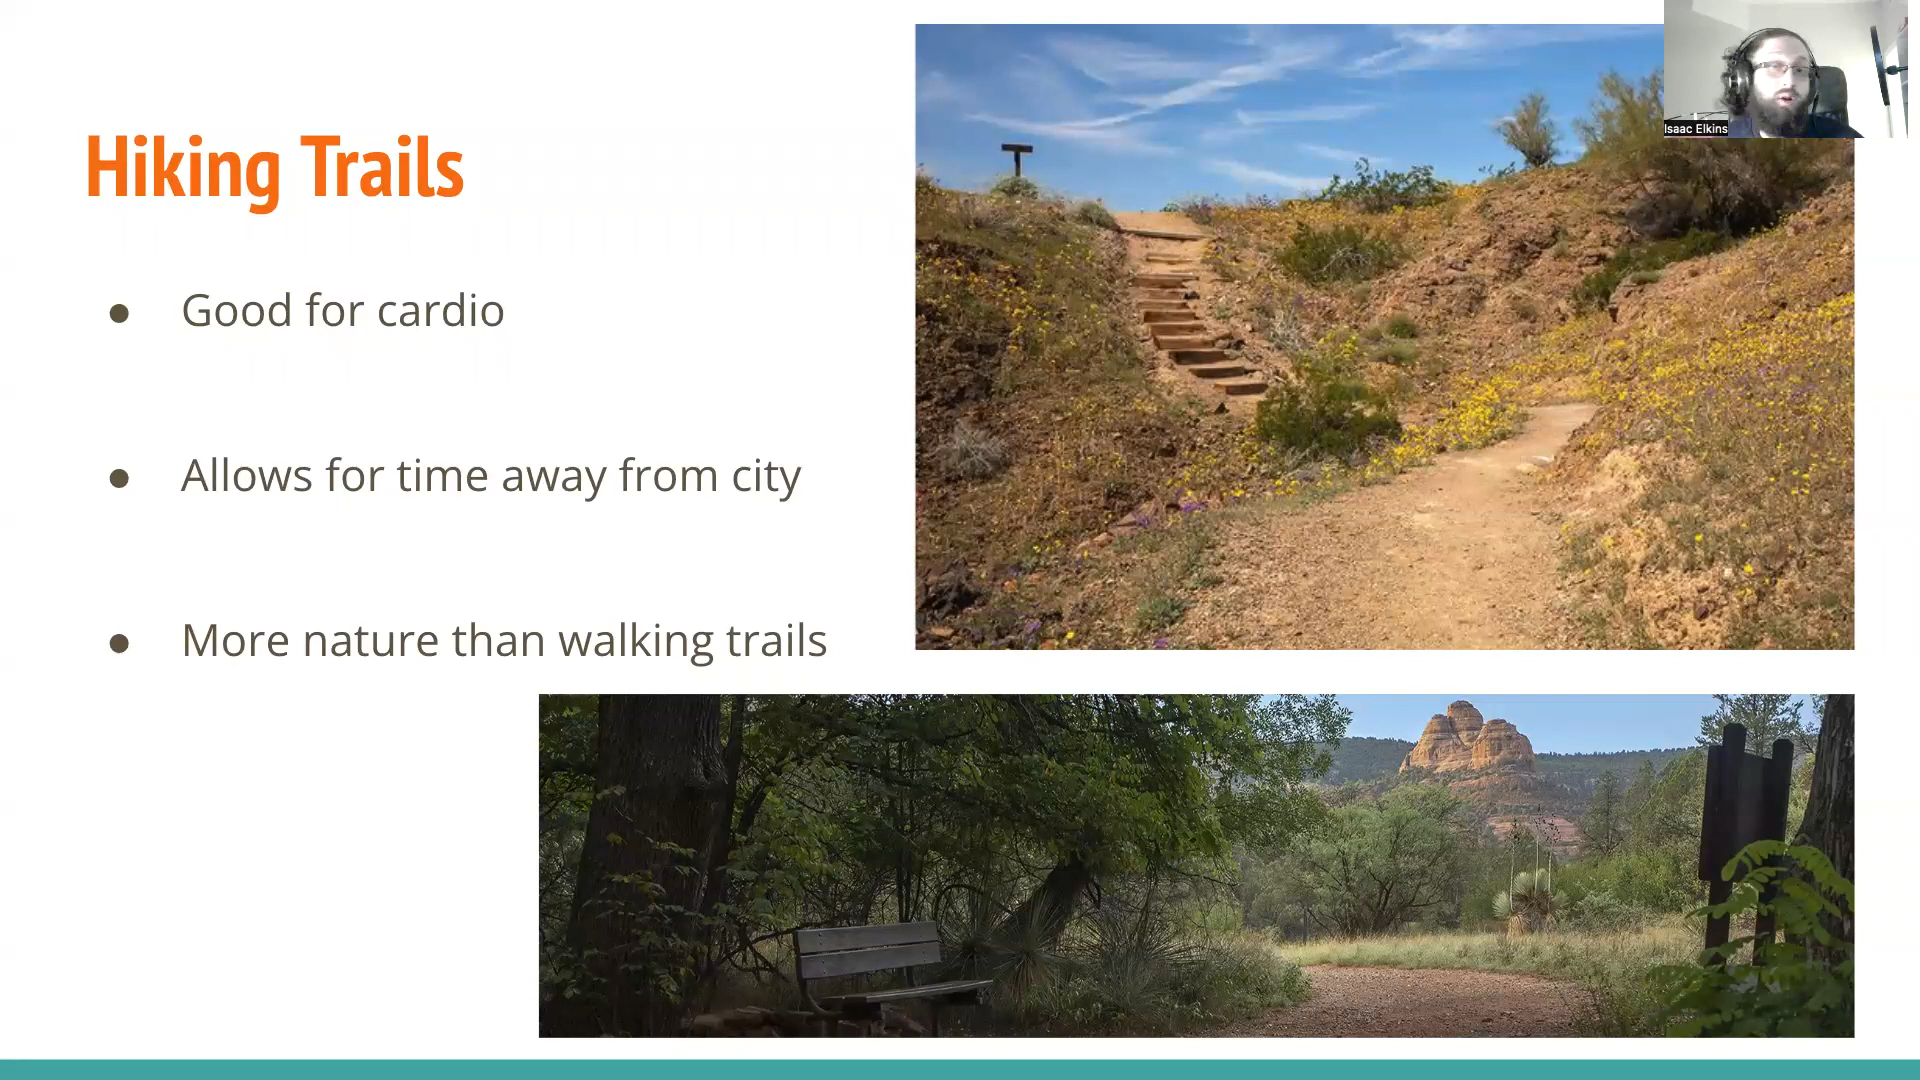 Hiking Trails
● Good for cardio
● Allows for time away from city
● More nature than walking trails
Isaac Elkins